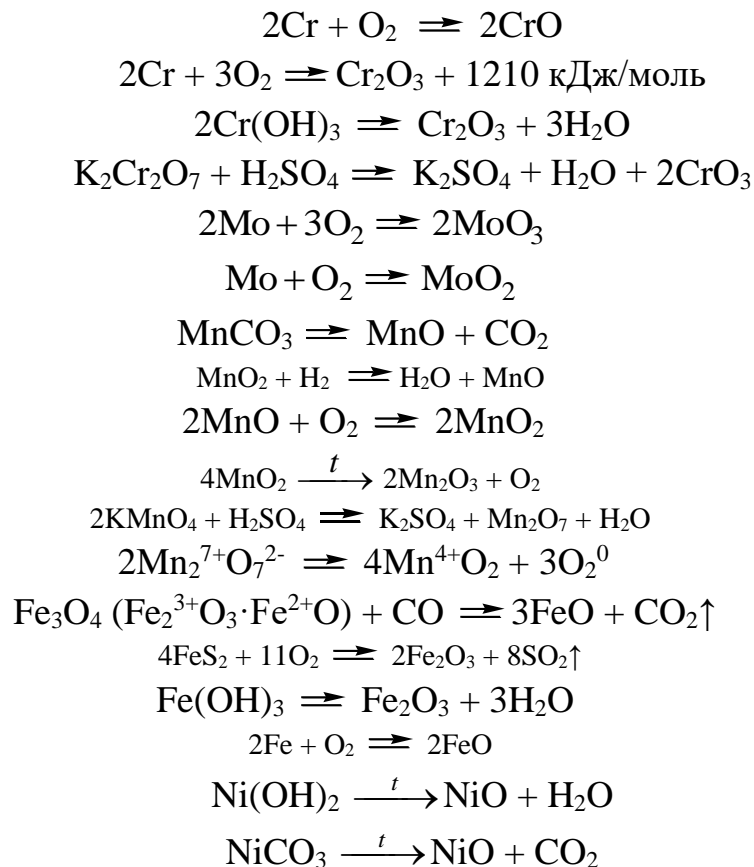 2Cr + O₂ ⇌ 2CrO
2Cr + 3O₂ ⇌ Cr₂O₃ + 1210 кДж/моль
2Cr(OH)₃ ⇌ Cr₂O₃ + 3H₂O
K₂Cr₂O₇ + H₂SO₄ ⇌ K₂SO₄ + H₂O + 2CrO₃
2Mo + 3O₂ ⇌ 2MoO₃
Mo + O₂ ⇌ MoO₂
MnCO₃ ⇌ MnO + CO₂
MnO₂ + H₂ ⇌ H₂O + MnO
2MnO + O₂ ⇌ 2MnO₂
4MnO₂ —t→ 2Mn₂O₃ + O₂
2KMnO₄ + H₂SO₄ ⇌ K₂SO₄ + Mn₂O₇ + H₂O
2Mn₂⁷⁺O₇²⁻ ⇌ 4Mn⁴⁺O₂ + 3O₂⁰
Fe₃O₄ (Fe₂³⁺O₃·Fe²⁺O) + CO ⇌ 3FeO + CO₂↑
4FeS₂ + 11O₂ ⇌ 2Fe₂O₃ + 8SO₂↑
Fe(OH)₃ ⇌ Fe₂O₃ + 3H₂O
2Fe + O₂ ⇌ 2FeO
Ni(OH)₂ —t→ NiO + H₂O
NiCO₃ —t→ NiO + CO₂